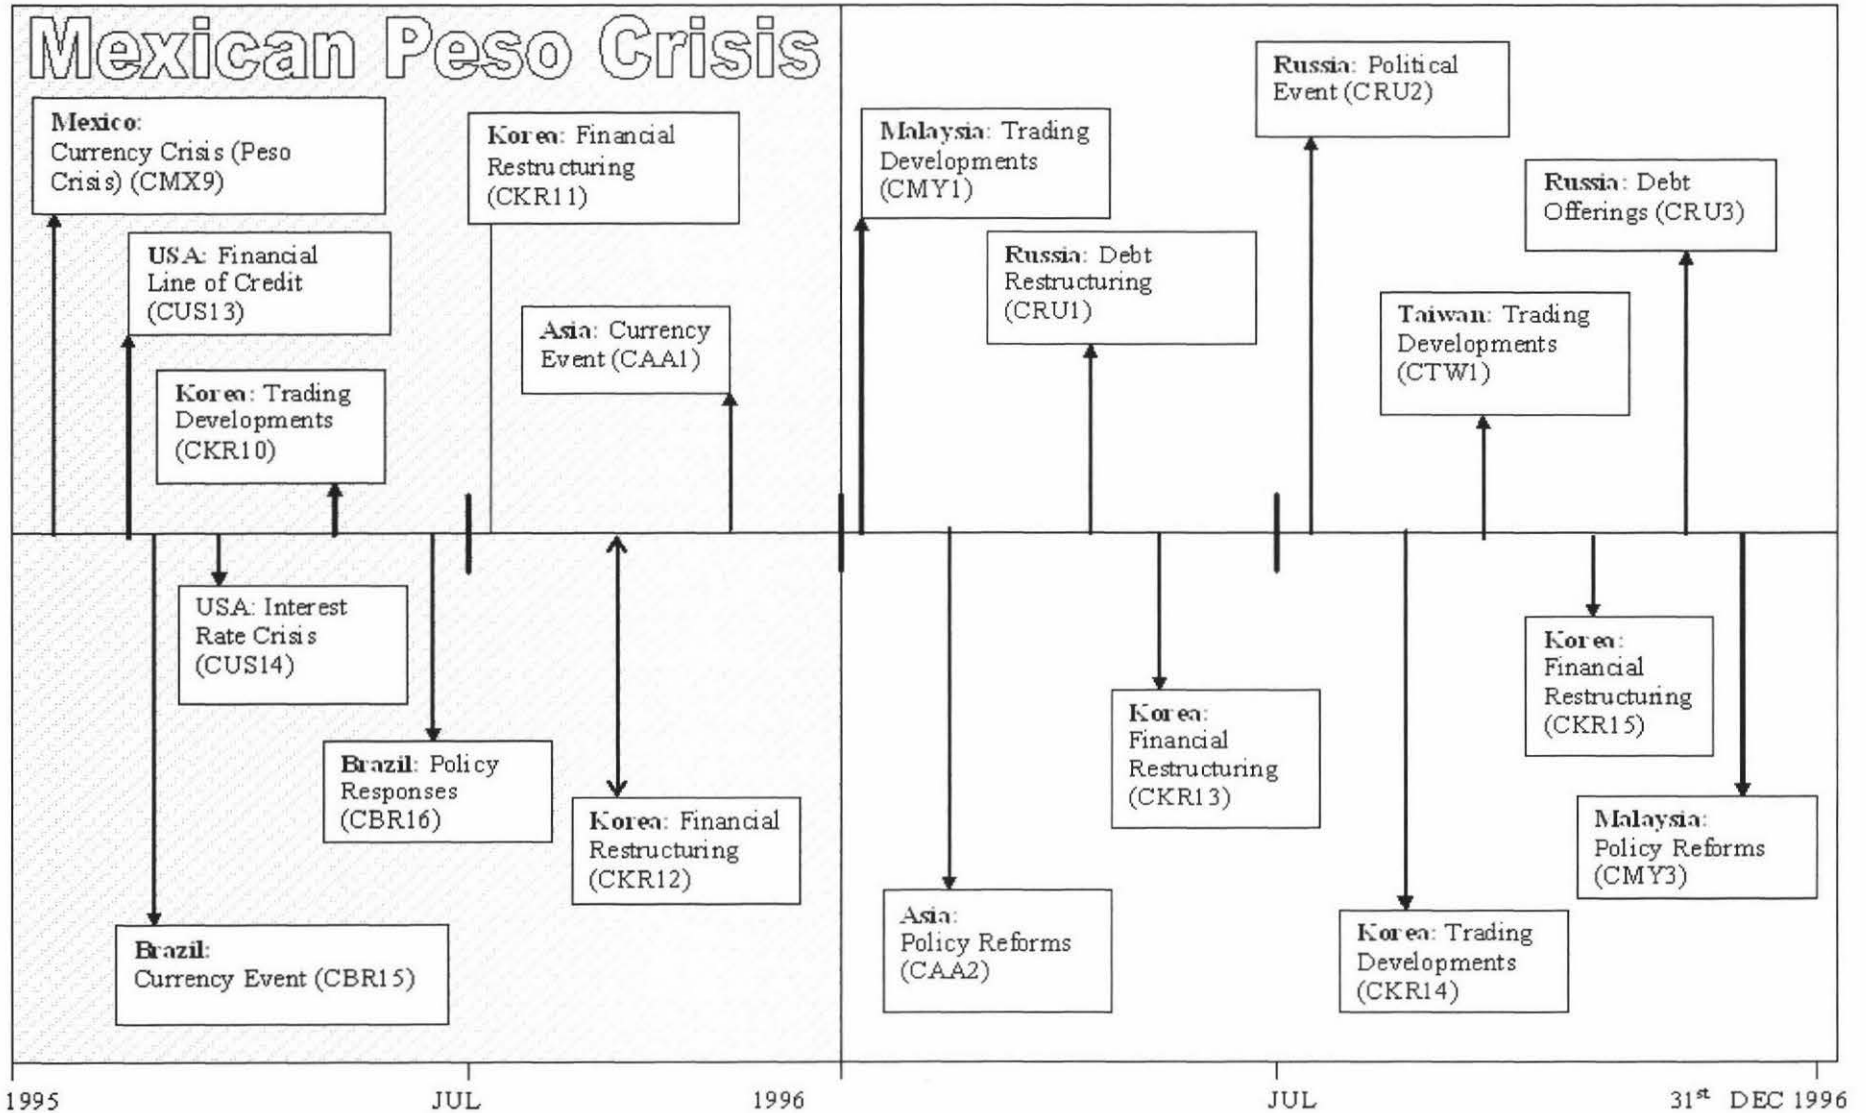 Mexican Peso Crisis
Mexico:
Currency Crisis (Peso
Crisis) (CMX9)
USA: Financial
Line of Credit
(CUS13)
Korea: Trading
Developments
(CKR10)
Korea: Financial
Restructuring
(CKR11)
Asia: Currency
Event (CAA1)
Malaysia: Trading
Developments
(CMY1)
Russia: Debt
Restructuring
(CRU1)
Russia: Political
Event (CRU2)
Taiwan: Trading
Developments
(CTW1)
Russia: Debt
Offerings (CRU3)
USA: Interest
Rate Crisis
(CUS14)
Brazil: Policy
Responses
(CBR16)
Korea: Financial
Restructuring
(CKR12)
Brazil:
Currency Event (CBR15)
Asia:
Policy Reforms
(CAA2)
Korea:
Financial
Restructuring
(CKR13)
Korea: Trading
Developments
(CKR14)
Korea:
Financial
Restructuring
(CKR15)
Malaysia:
Policy Reforms
(CMY3)
1995 JUL 1996 JUL 31st DEC 1996